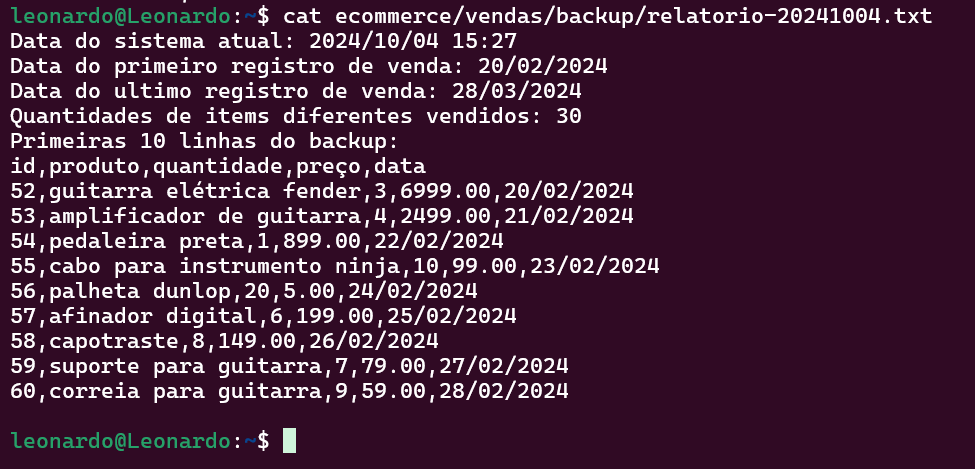 leonardo@Leonardo:~$ cat ecommerce/vendas/backup/relatorio-20241004.txt
Data do sistema atual: 2024/10/04 15:27
Data do primeiro registro de venda: 20/02/2024
Data do ultimo registro de venda: 28/03/2024
Quantidades de items diferentes vendidos: 30
Primeiras 10 linhas do backup:
id,produto,quantidade,preço,data
52,guitarra elétrica fender,3,6999.00,20/02/2024
53,amplificador de guitarra,4,2499.00,21/02/2024
54,pedaleira preta,1,899.00,22/02/2024
55,cabo para instrumento ninja,10,99.00,23/02/2024
56,palheta dunlop,20,5.00,24/02/2024
57,afinador digital,6,199.00,25/02/2024
58,capotraste,8,149.00,26/02/2024
59,suporte para guitarra,7,79.00,27/02/2024
60,correia para guitarra,9,59.00,28/02/2024
leonardo@Leonardo:~$